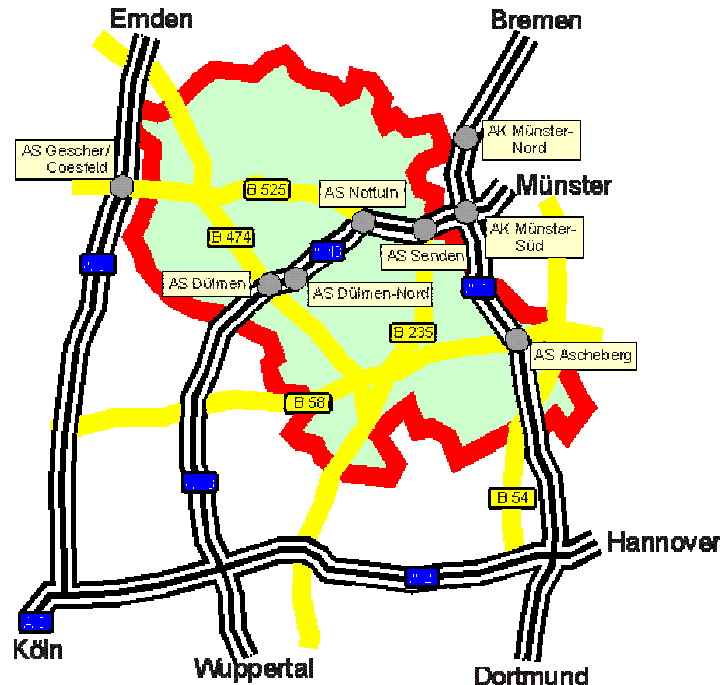 Emden
Bremen
AK Münster-
Nord
AS Gescher/
Coesfeld
B 525
AS Nottuln
Münster
B 474
AS Senden
AK Münster-
Süd
AS Dülmen
AS Dülmen-Nord
B 235
AS Ascheberg
B 58
B 54
Hannover
Köln
Wuppertal
Dortmund